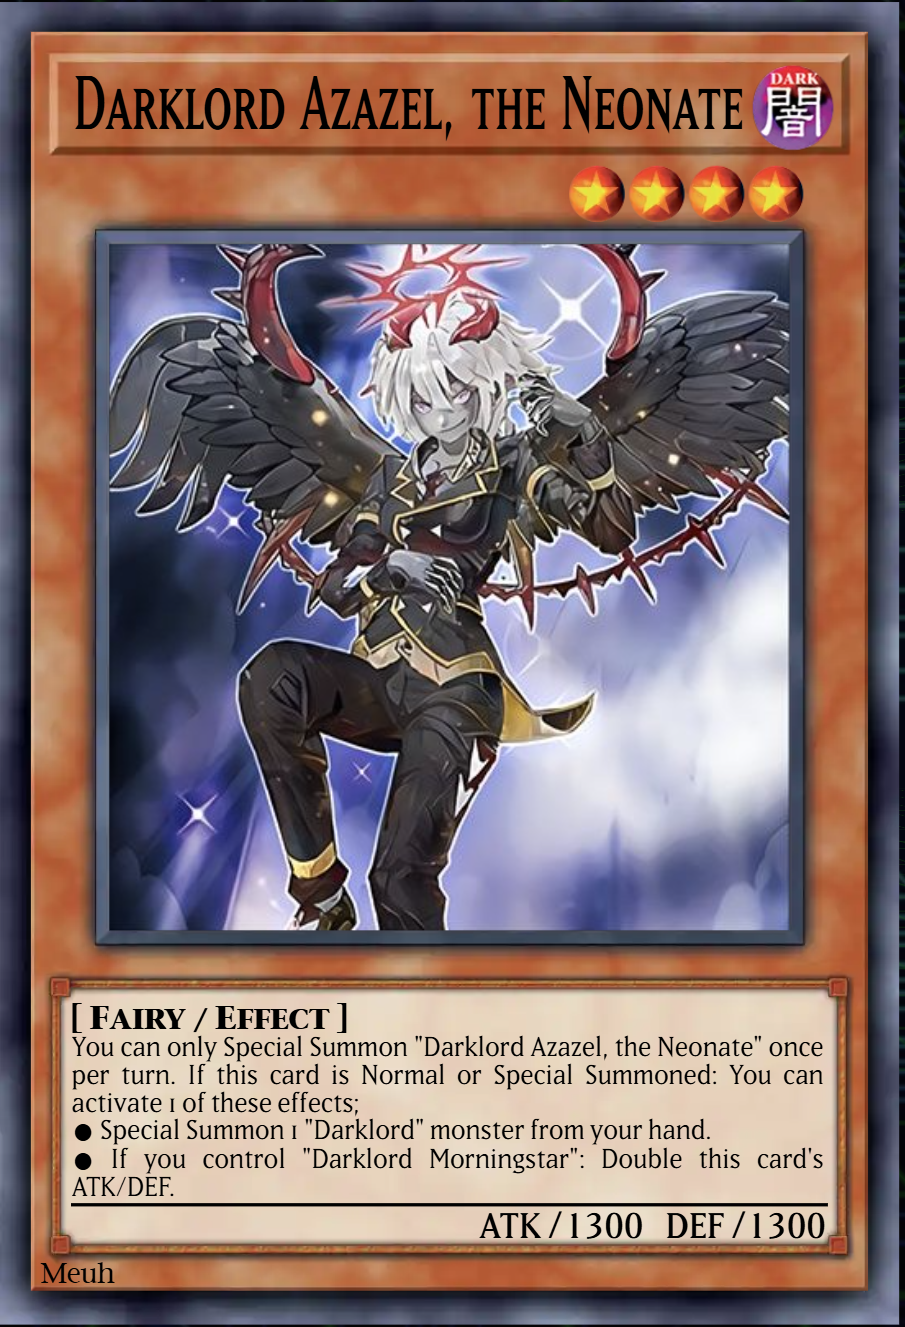 Darklord Azazel, the Neonate
DARK
闇
[ Fairy / Effect ]
You can only Special Summon "Darklord Azazel, the Neonate" once
per turn. If this card is Normal or Special Summoned: You can
activate 1 of these effects;
● Special Summon 1 "Darklord" monster from your hand.
● If you control "Darklord Morningstar": Double this card's
ATK/DEF.
ATK/1300 DEF/1300
Meuh